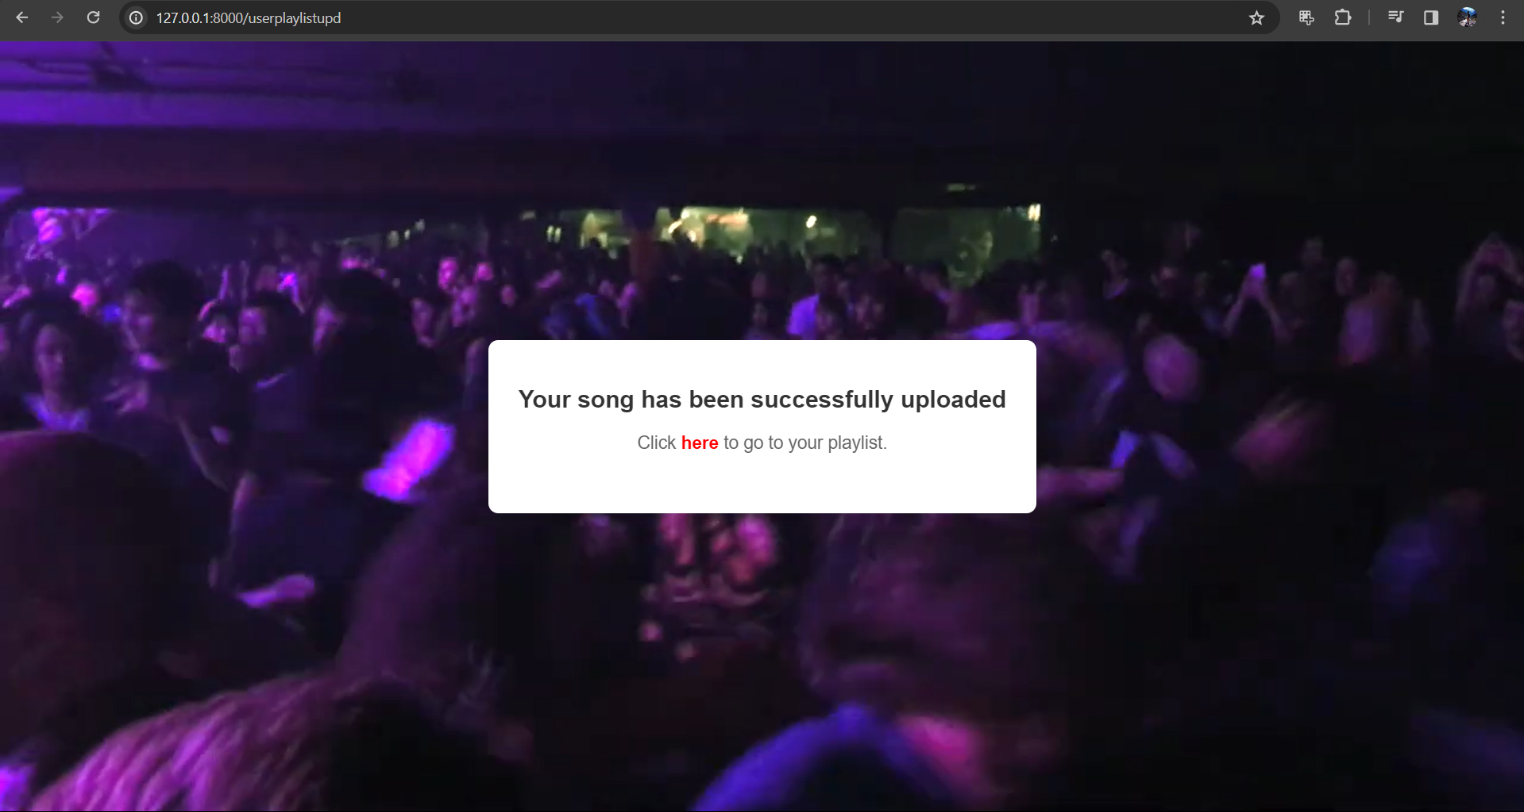 127.0.0.1:8000/userplaylistupd
Your song has been successfully uploaded
Click here to go to your playlist.